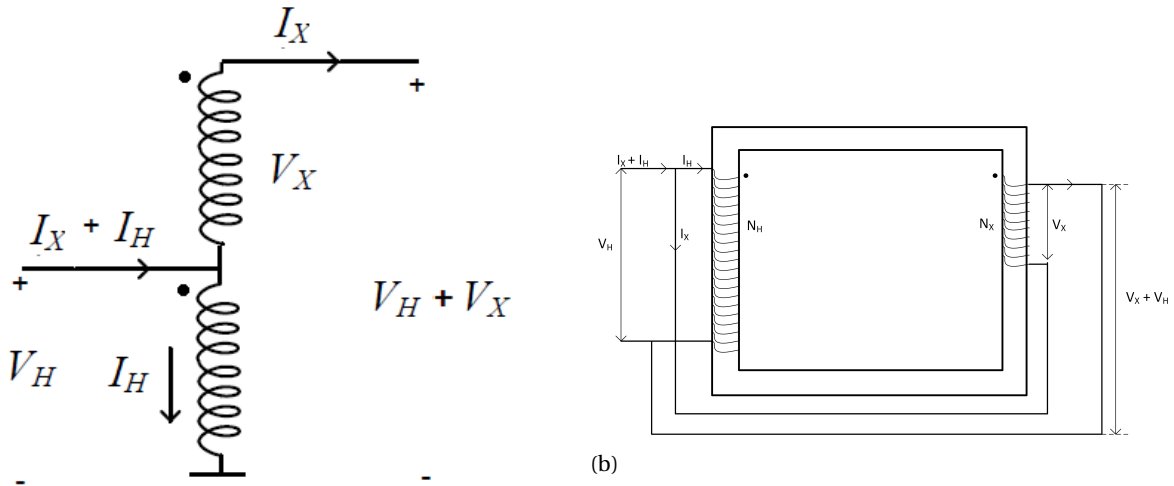 I_X
+
V_X
I_X + I_H
+
V_H + V_X
V_H
I_H
-
-
I_X + I_H
I_H
V_H
I_X
N_H
N_X
V_X
V_X + V_H
(b)